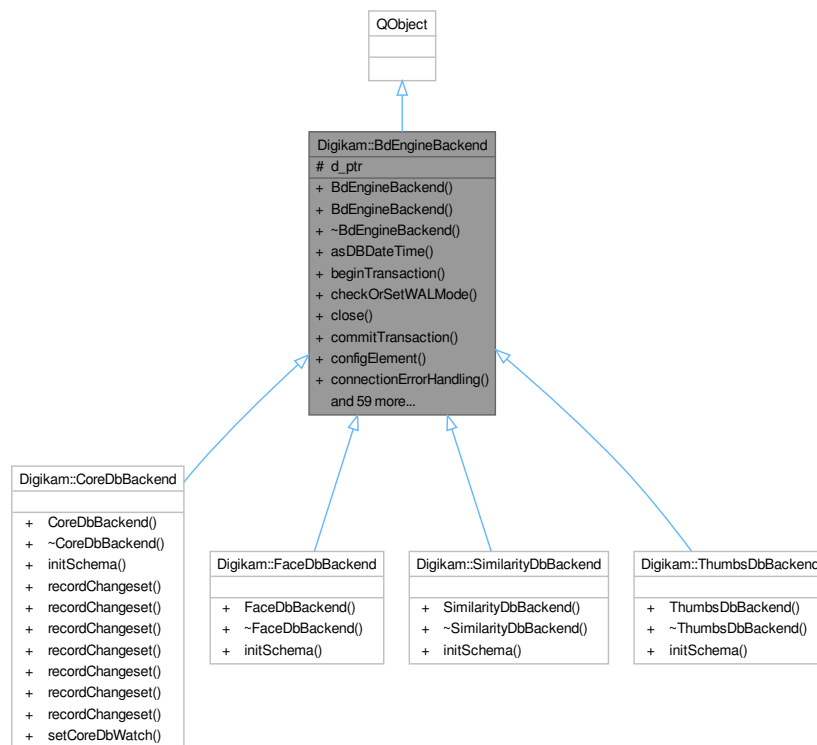 QObject
Digikam::BdEngineBackend
# d_ptr
+ BdEngineBackend()
+ BdEngineBackend()
+ ~BdEngineBackend()
+ asDBDateTime()
+ beginTransaction()
+ checkOrSetWALMode()
+ close()
+ commitTransaction()
+ configElement()
+ connectionErrorHandling()
and 59 more...
Digikam::CoreDbBackend
+ CoreDbBackend()
+ ~CoreDbBackend()
+ initSchema()
+ recordChangeset()
+ recordChangeset()
+ recordChangeset()
+ recordChangeset()
+ recordChangeset()
+ recordChangeset()
+ recordChangeset()
+ setCoreDbWatch()
Digikam::FaceDbBackend
+ FaceDbBackend()
+ ~FaceDbBackend()
+ initSchema()
Digikam::SimilarityDbBackend
+ SimilarityDbBackend()
+ ~SimilarityDbBackend()
+ initSchema()
Digikam::ThumbsDbBackend
+ ThumbsDbBackend()
+ ~ThumbsDbBackend()
+ initSchema()